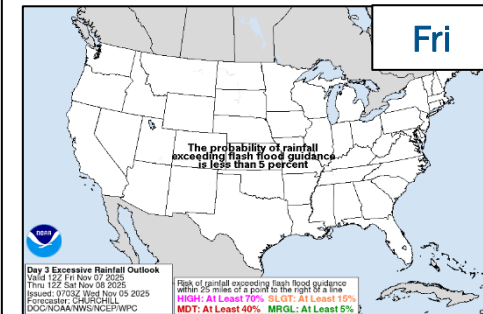 Fri
The probability of rainfall
exceeding flash flood guidance
is less than 5 percent
NOAA
Day 3 Excessive Rainfall Outlook
Valid 12Z Fri Nov 07 2025
Thru 12Z Sat Nov 08 2025
Issued: 0703Z Wed Nov 05 2025
Forecaster: CHURCHILL
DOC/NOAA/NWS/NCEP/WPC
Risk of rainfall exceeding flash flood guidance
within 25 miles of a point to the right of a line
HIGH: At Least 70% SLGT: At Least 15%
MDT: At Least 40% MRGL: At Least 5%